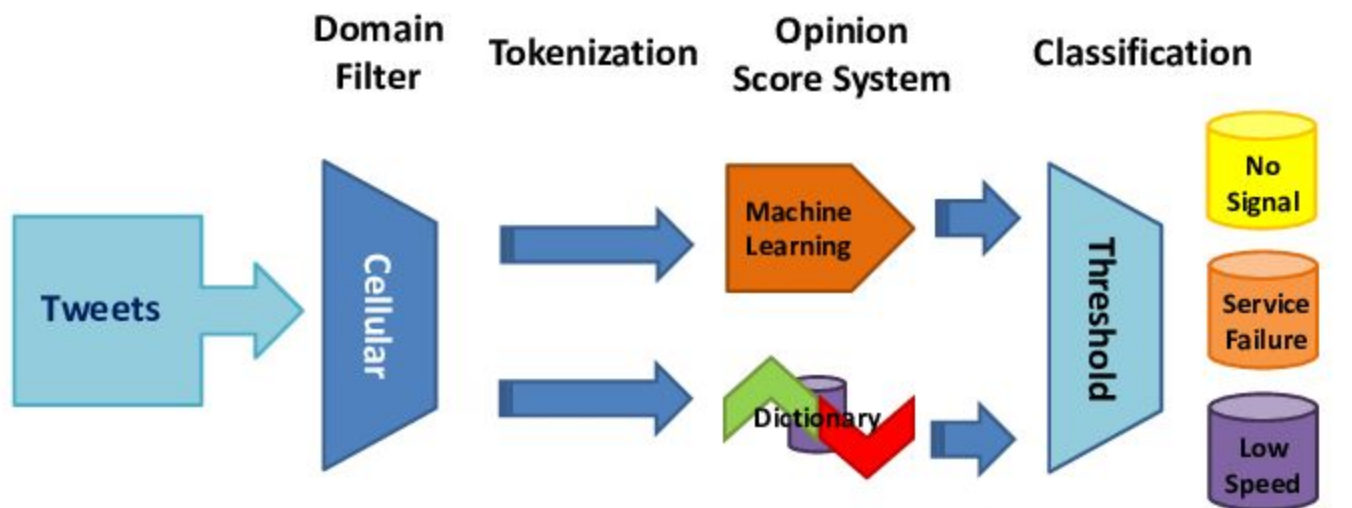 Domain
Filter
Tokenization
Opinion
Score System
Classification
Tweets
Cellular
Machine
Learning
Dictionary
Threshold
No
Signal
Service
Failure
Low
Speed